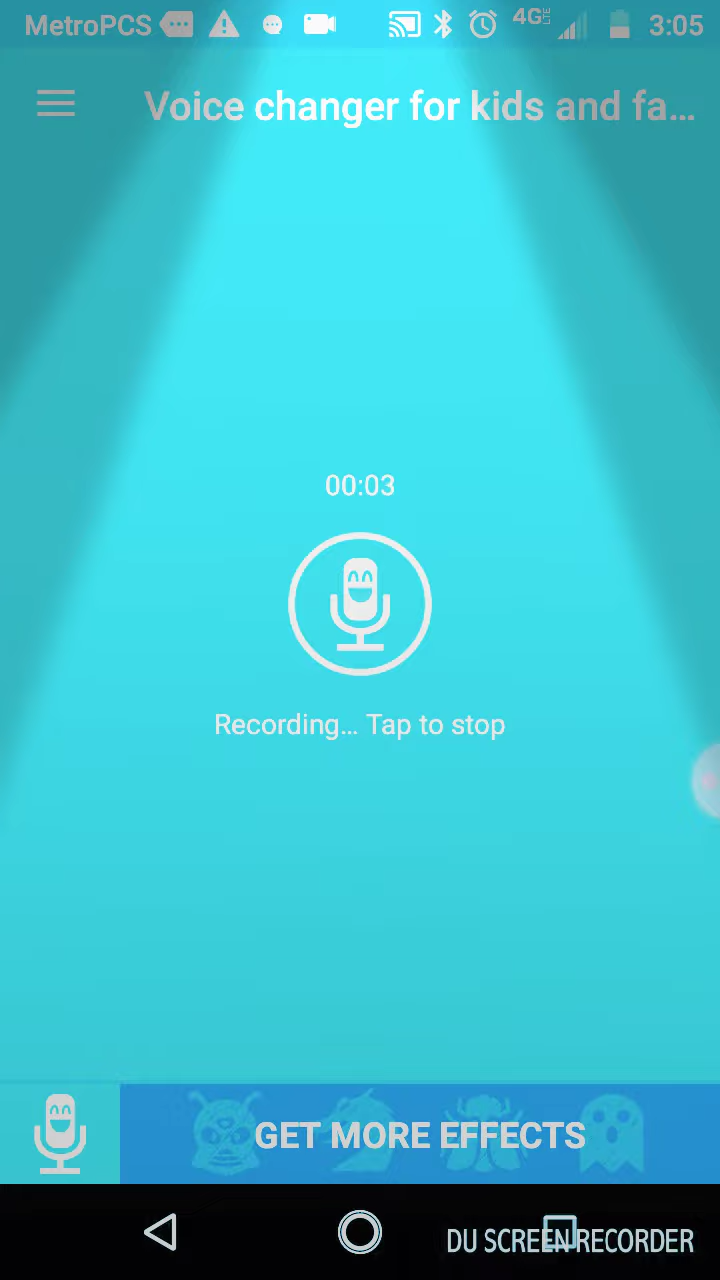 MetroPCS 4G LTE 3:05
Voice changer for kids and fa...
00:03
Recording... Tap to stop
GET MORE EFFECTS
DU SCREEN RECORDER